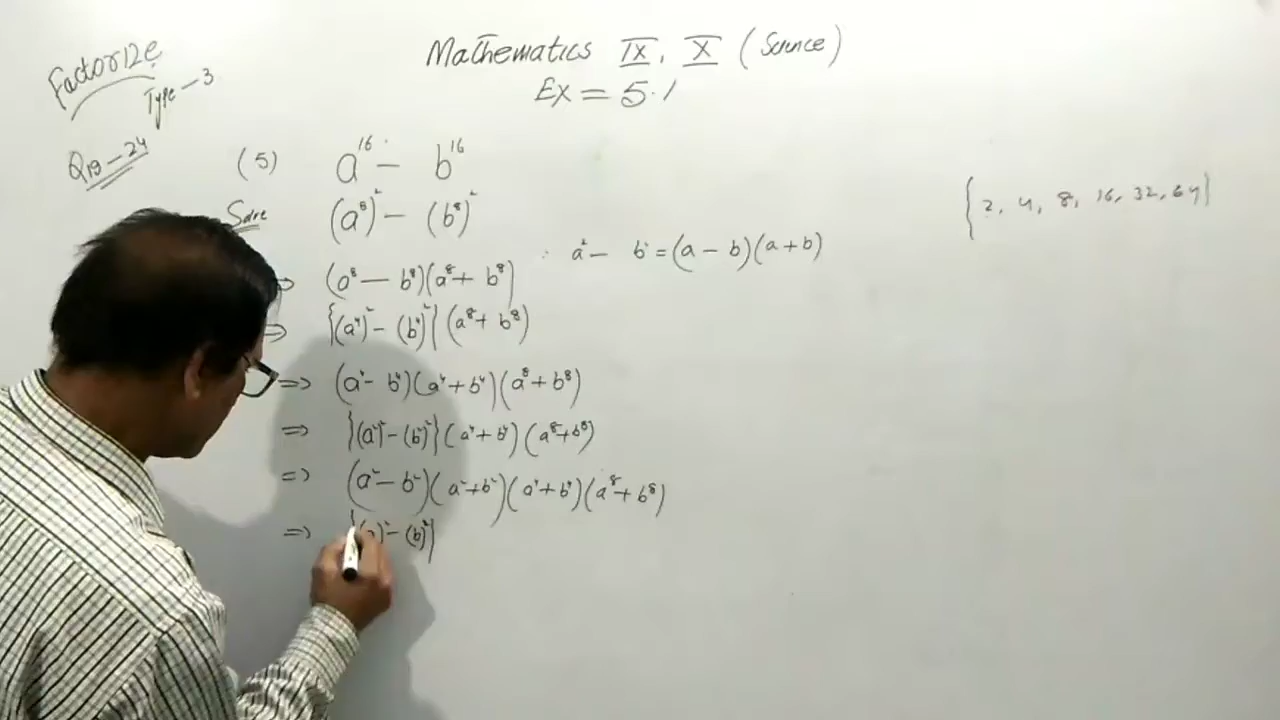 Factorize
Type - 3
Q19 - 24
Mathematics IX, X (Science)
Ex = 5.1
(5) a¹⁶ - b¹⁶
(a⁸)² - (b⁸)²
{2, 4, 8, 16, 32, 64}
∴ a² - b² = (a - b)(a + b)
⇒ (a⁸ - b⁸)(a⁸ + b⁸)
⇒ {(a⁴)² - (b⁴)²}(a⁸ + b⁸)
⇒ (a⁴ - b⁴)(a⁴ + b⁴)(a⁸ + b⁸)
⇒ {(a²)² - (b²)²}(a⁴ + b⁴)(a⁸ + b⁸)
⇒ (a² - b²)(a² + b²)(a⁴ + b⁴)(a⁸ + b⁸)
⇒ {(a)² - (b)²}